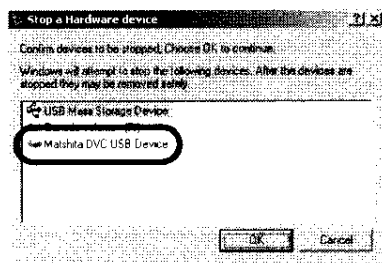 Stop a Hardware device
Confirm devices to be stopped, Choose OK to continue.
Windows will attempt to stop the following devices. After the devices are
stopped they may be removed safely.
USB Mass Storage Device
Matshita DVC USB Device
OK Cancel